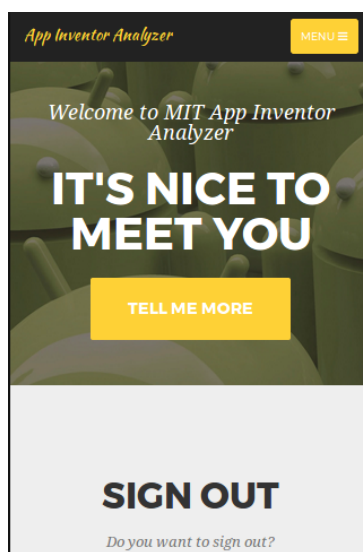 App Inventor Analyzer
MENU
Welcome to MIT App Inventor
Analyzer
IT'S NICE TO
MEET YOU
TELL ME MORE
SIGN OUT
Do you want to sign out?